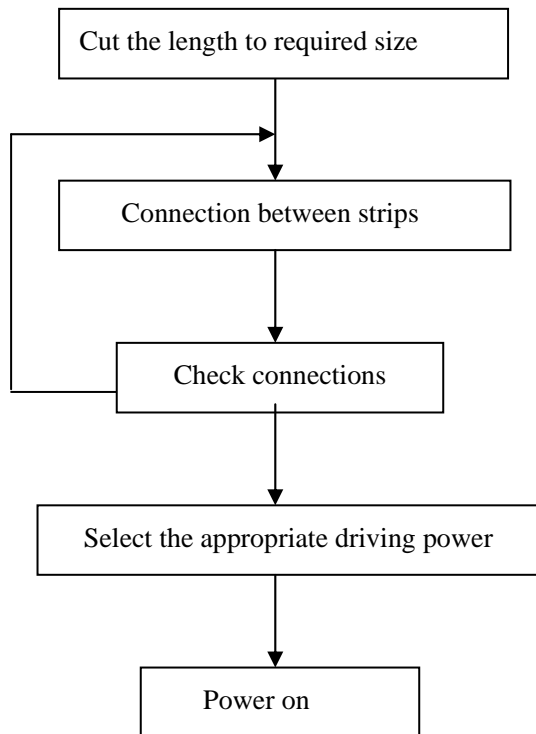 Cut the length to required size
Connection between strips
Check connections
Select the appropriate driving power
Power on